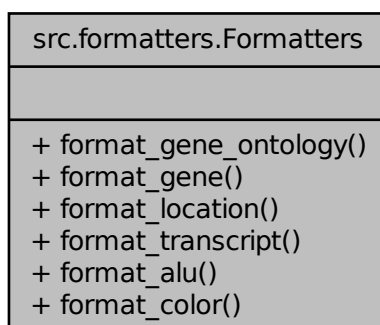 src.formatters.Formatters
+ format_gene_ontology()
+ format_gene()
+ format_location()
+ format_transcript()
+ format_alu()
+ format_color()